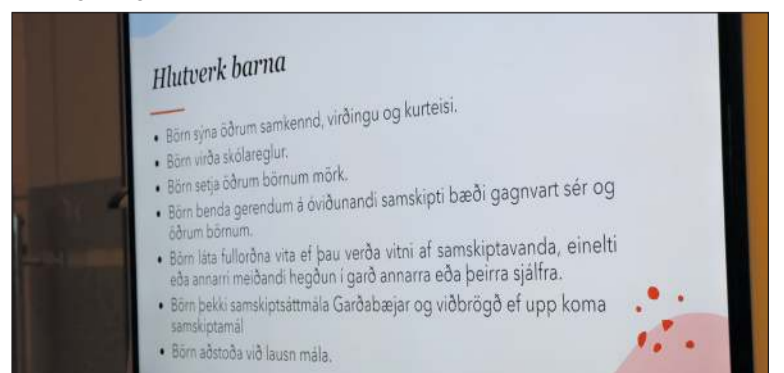 Hlutverk barna
• Börn sýna öðrum samkennd, virðingu og kurteisi.
• Börn virða skólareglur.
• Börn setja öðrum börnum mörk.
• Börn benda gerendum á óviðunandi samskipti bæði gagnvart sér og
öðrum börnum.
• Börn láta fullorðna vita ef þau verða vitni af samskiptavanda, einelti
eða annarri meiðandi hegðun í garð annarra eða þeirra sjálfra.
• Börn þekki samskiptsáttmála Garðabæjar og viðbrögð ef upp koma
samskiptamál
• Börn aðstoða við lausn mála.